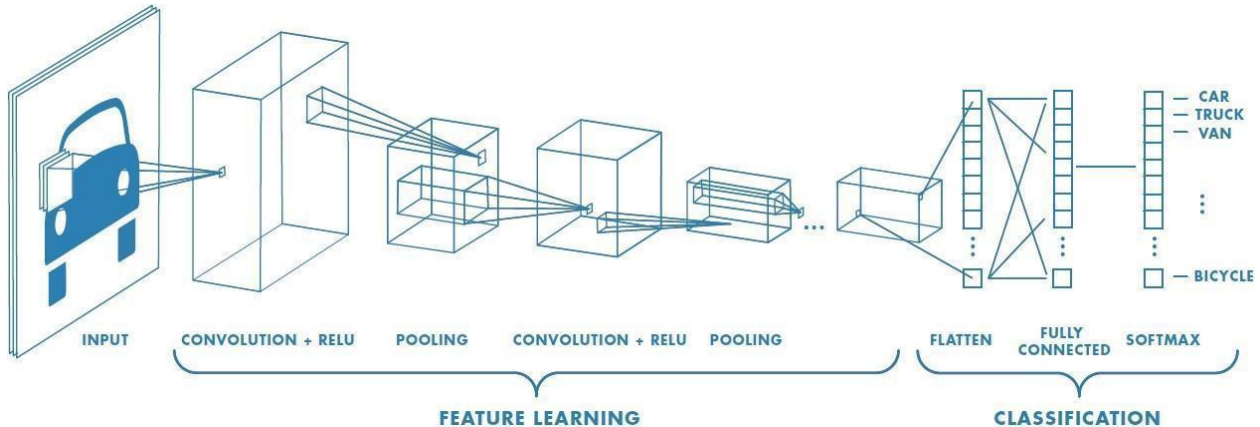 CAR
TRUCK
VAN
BICYCLE
INPUT
CONVOLUTION + RELU
POOLING
CONVOLUTION + RELU
POOLING
FLATTEN
FULLY
CONNECTED
SOFTMAX
FEATURE LEARNING
CLASSIFICATION